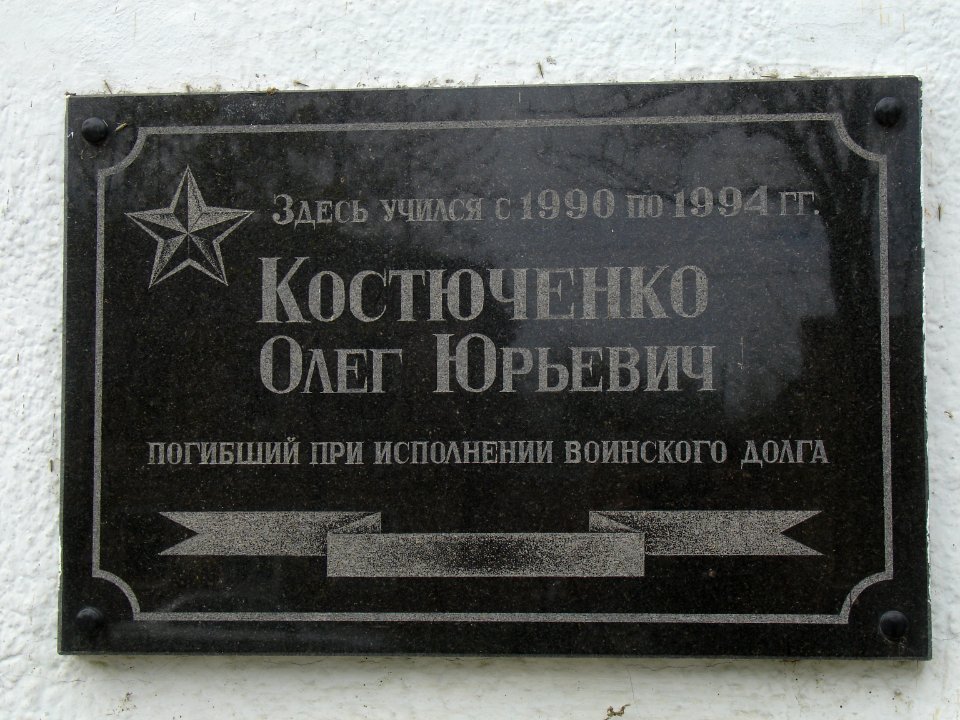 Здесь учился с 1990 по 1994 гг.
Костюченко
Олег Юрьевич
погибший при исполнении воинского долга